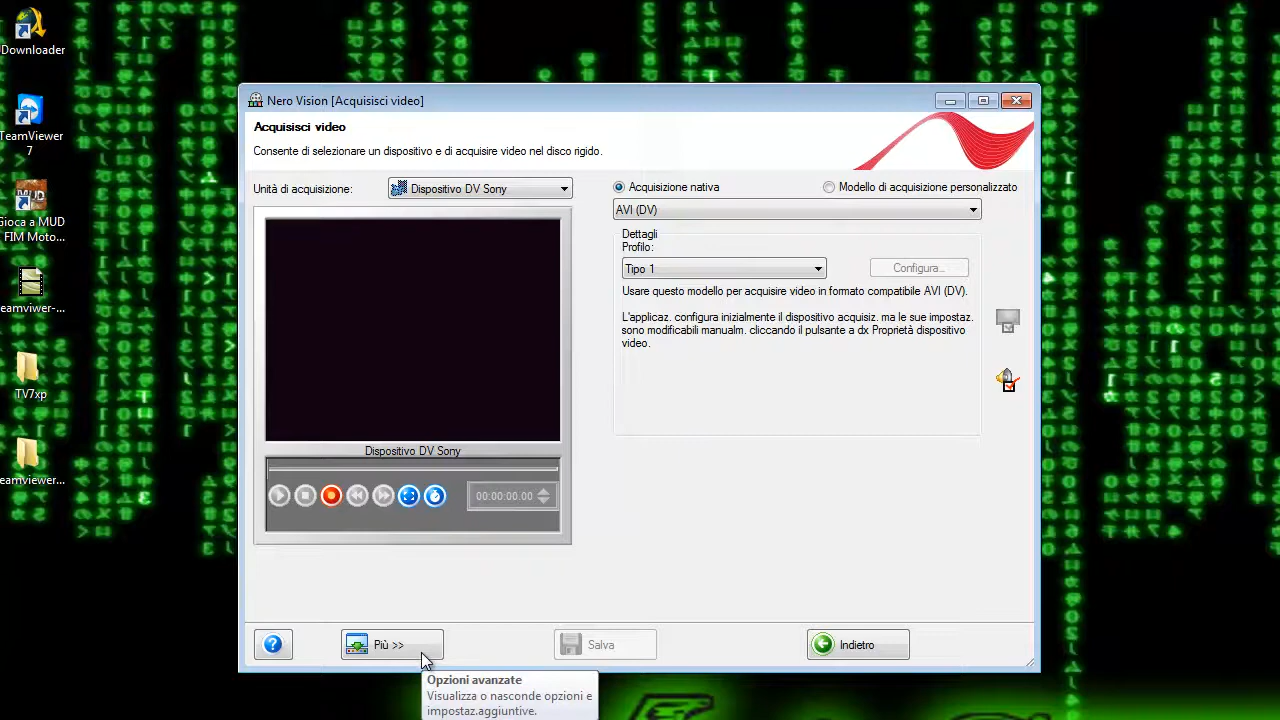 Downloader
TeamViewer
7
Gioca a MUD
FIM Moto...
eamviwer-...
TV7xp
eamviewer...
Nero Vision [Acquisisci video]
Acquisisci video
Consente di selezionare un dispositivo e di acquisire video nel disco rigido.
Unità di acquisizione:
Dispositivo DV Sony
Acquisizione nativa
Modello di acquisizione personalizzato
AVI (DV)
Dettagli
Profilo:
Tipo 1
Configura...
Usare questo modello per acquisire video in formato compatibile AVI (DV).
L'applicaz. configura inizialmente il dispositivo acquisiz. ma le sue impostaz.
sono modificabili manualm. cliccando il pulsante a dx Proprietà dispositivo
video.
Dispositivo DV Sony
00:00:00.00
Più >>
Salva
Indietro
Opzioni avanzate
Visualizza o nasconde opzioni e
impostaz.aggiuntive.